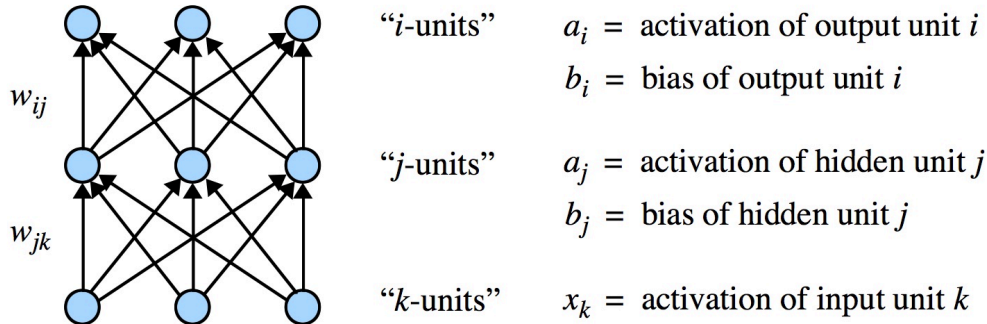 “i-units” a_i = activation of output unit i
b_i = bias of output unit i
w_ij
“j-units” a_j = activation of hidden unit j
b_j = bias of hidden unit j
w_jk
“k-units” x_k = activation of input unit k